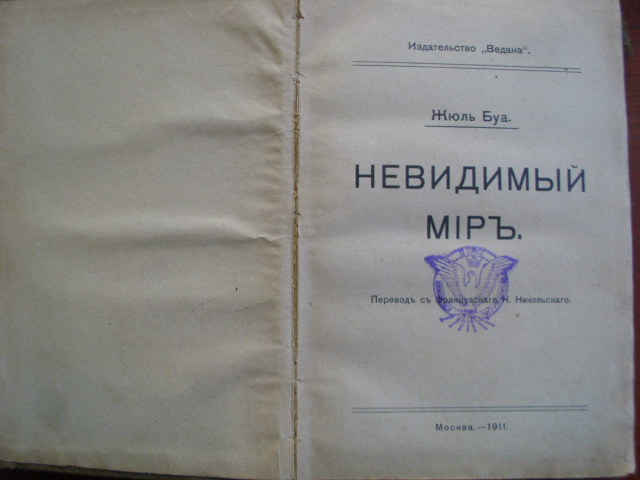 Издательство „Ведана“.
Жюль Буа.
НЕВИДИМЫЙ
МІРЪ.
Переводъ съ Французскаго Н. Никольскаго.
Москва.—1911.